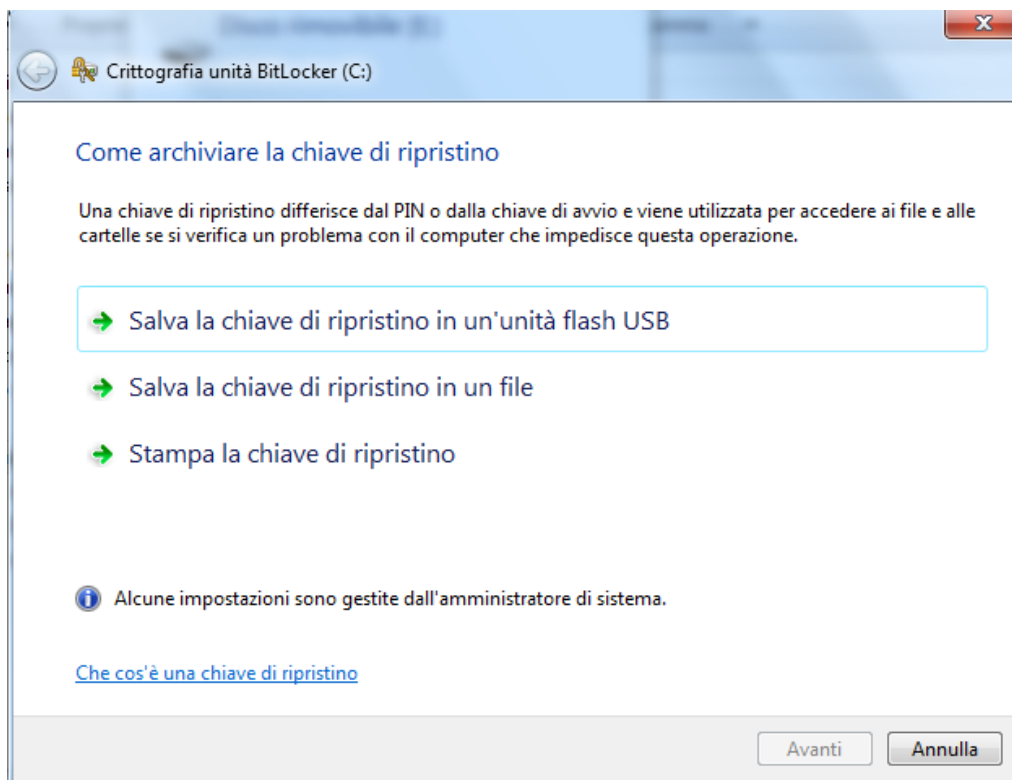 Disco rimovibile (E:)
Crittografia unità BitLocker (C:)
Come archiviare la chiave di ripristino
Una chiave di ripristino differisce dal PIN o dalla chiave di avvio e viene utilizzata per accedere ai file e alle
cartelle se si verifica un problema con il computer che impedisce questa operazione.
Salva la chiave di ripristino in un'unità flash USB
Salva la chiave di ripristino in un file
Stampa la chiave di ripristino
Alcune impostazioni sono gestite dall'amministratore di sistema.
Che cos'è una chiave di ripristino
Avanti Annulla